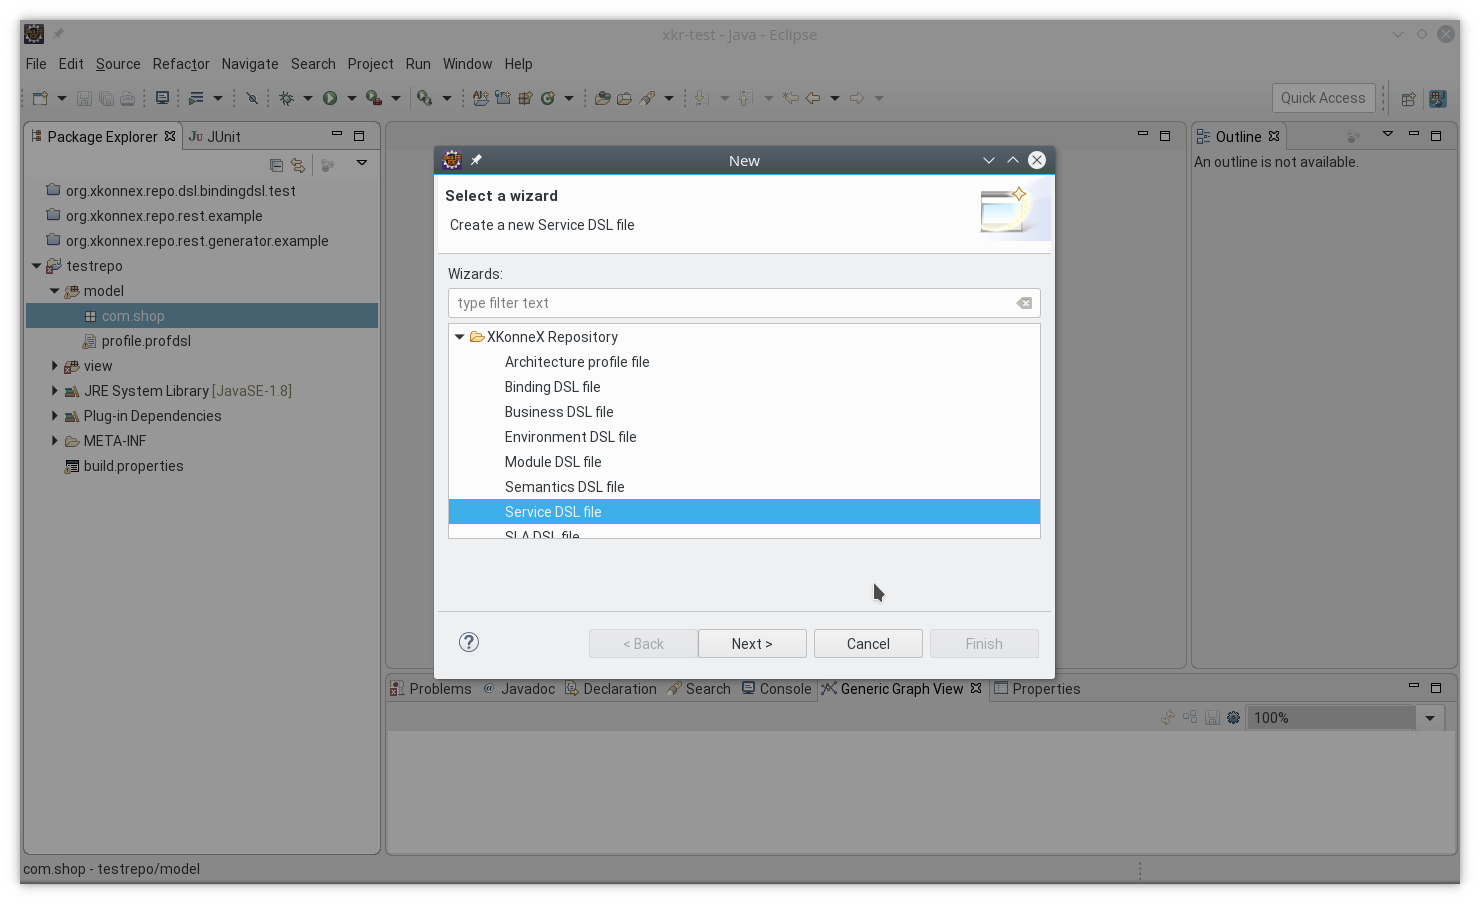 xkr-test - Java - Eclipse
File Edit Source Refactor Navigate Search Project Run Window Help
Quick Access
Package Explorer
JUnit
Outline
An outline is not available.
org.xkonnex.repo.dsl.bindingdsl.test
org.xkonnex.repo.rest.example
org.xkonnex.repo.rest.generator.example
testrepo
model
com.shop
profile.profdsl
view
JRE System Library [JavaSE-1.8]
Plug-in Dependencies
META-INF
build.properties
New
Select a wizard
Create a new Service DSL file
Wizards:
type filter text
XKonneX Repository
Architecture profile file
Binding DSL file
Business DSL file
Environment DSL file
Module DSL file
Semantics DSL file
Service DSL file
SLA DSL file
< Back Next > Cancel Finish
Problems Javadoc Declaration Search Console Generic Graph View Properties
100%
com.shop - testrepo/model